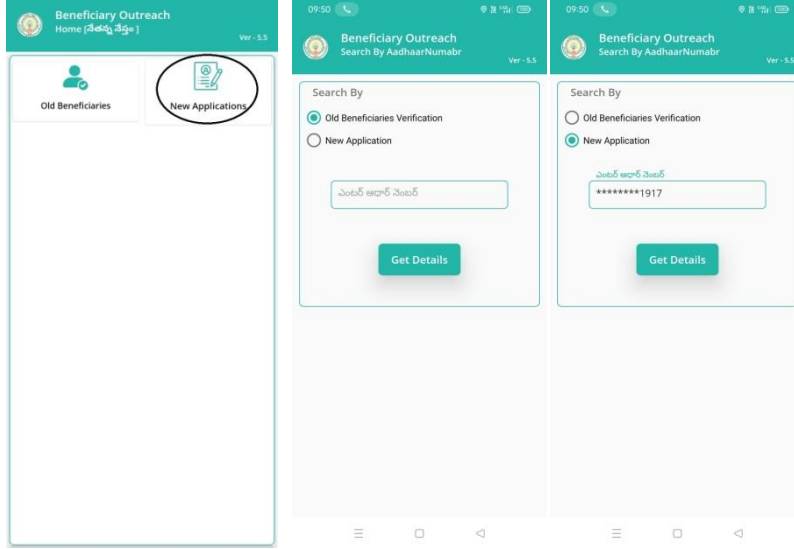 Beneficiary Outreach
Home [నేతన్న నేస్తం ]
Ver - 5.5
Old Beneficiaries
New Applications
09:50
Beneficiary Outreach
Search By AadhaarNumabr
Ver - 5.5
Search By
Old Beneficiaries Verification
New Application
ఎంటర్ ఆధార్ నెంబర్
Get Details
09:50
Beneficiary Outreach
Search By AadhaarNumabr
Ver - 5.5
Search By
Old Beneficiaries Verification
New Application
ఎంటర్ ఆధార్ నెంబర్
********1917
Get Details